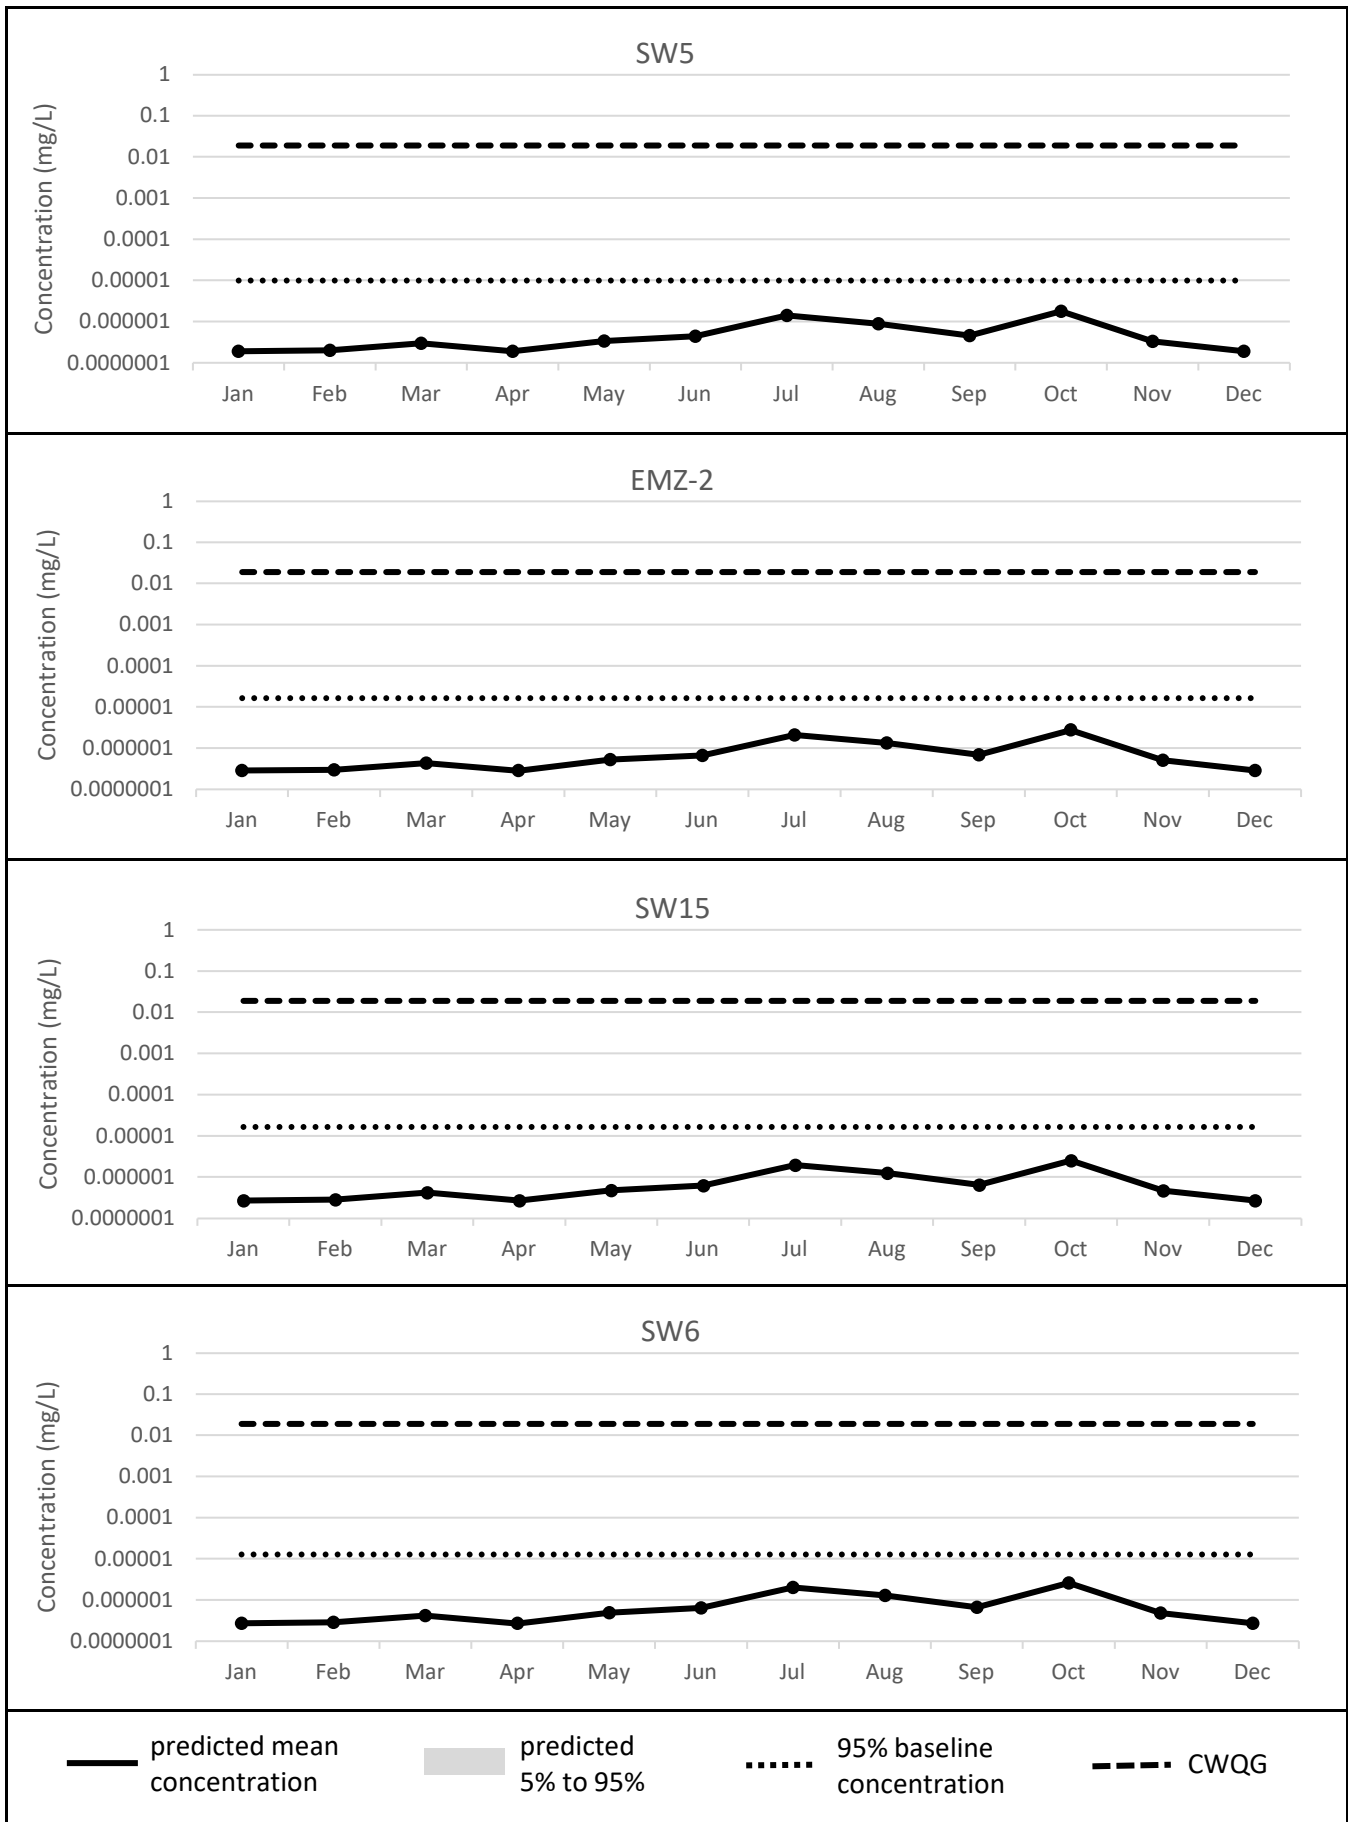 SW5
Concentration (mg/L)
1
0.1
0.01
0.001
0.0001
0.00001
0.000001
0.0000001
Jan Feb Mar Apr May Jun Jul Aug Sep Oct Nov Dec
EMZ-2
Concentration (mg/L)
1
0.1
0.01
0.001
0.0001
0.00001
0.000001
0.0000001
Jan Feb Mar Apr May Jun Jul Aug Sep Oct Nov Dec
SW15
Concentration (mg/L)
1
0.1
0.01
0.001
0.0001
0.00001
0.000001
0.0000001
Jan Feb Mar Apr May Jun Jul Aug Sep Oct Nov Dec
SW6
Concentration (mg/L)
1
0.1
0.01
0.001
0.0001
0.00001
0.000001
0.0000001
Jan Feb Mar Apr May Jun Jul Aug Sep Oct Nov Dec
predicted mean
concentration
predicted
5% to 95%
95% baseline
concentration
CWQG